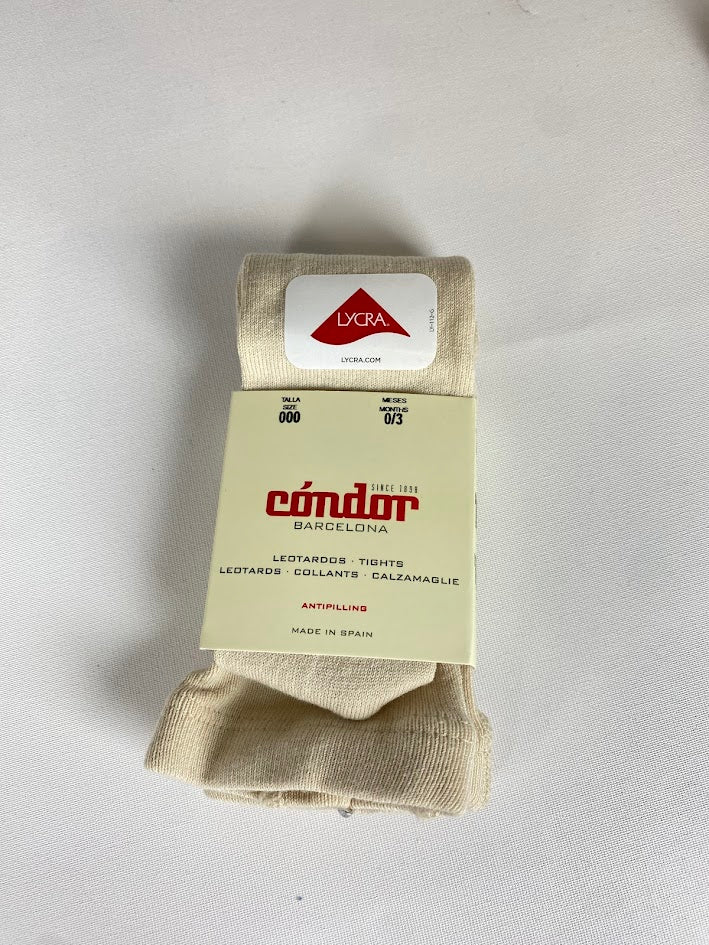 LYCRA®
LYCRA.COM
TALLA
SIZE
000
MESES
MONTHS
0/3
SINCE 1898
cóndor
BARCELONA
LEOTARDOS · TIGHTS
LEOTARDS · COLLANTS · CALZAMAGLIE
ANTIPILLING
MADE IN SPAIN